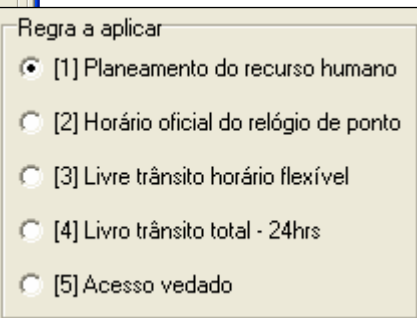 Regra a aplicar
[1] Planeamento do recurso humano
[2] Horário oficial do relógio de ponto
[3] Livre trânsito horário flexível
[4] Livro trânsito total - 24hrs
[5] Acesso vedado